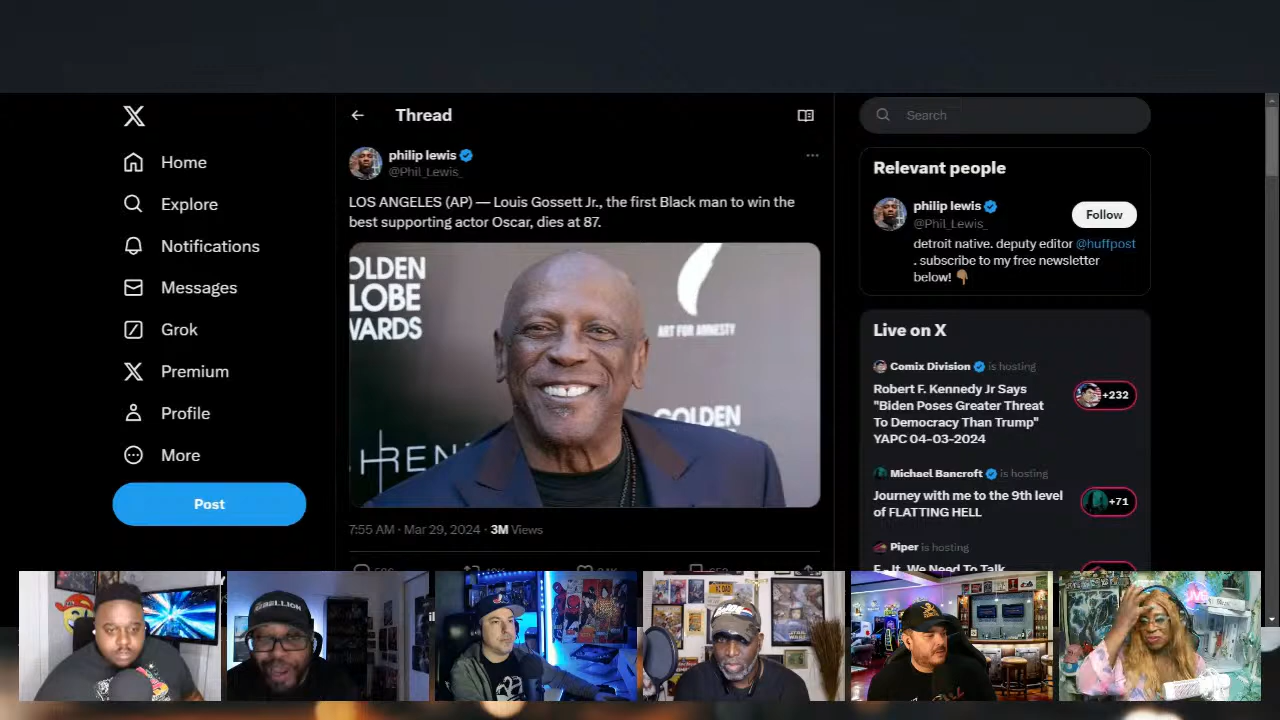 Thread
Search
philip lewis
@Phil_Lewis_
LOS ANGELES (AP) — Louis Gossett Jr., the first Black man to win the
best supporting actor Oscar, dies at 87.
OLDEN
LOBE
WARDS
ART FOR AMNESTY
GOLDEN
HREN
7:55 AM · Mar 29, 2024 · 3M Views
Home
Explore
Notifications
Messages
Grok
Premium
Profile
More
Post
Relevant people
philip lewis
@Phil_Lewis_
Follow
detroit native. deputy editor @huffpost
. subscribe to my free newsletter
below!
Live on X
Comix Division is hosting
Robert F. Kennedy Jr Says
"Biden Poses Greater Threat
To Democracy Than Trump"
YAPC 04-03-2024
+232
Michael Bancroft is hosting
Journey with me to the 9th level
of FLATTING HELL
+71
Piper is hosting
We Need To Talk